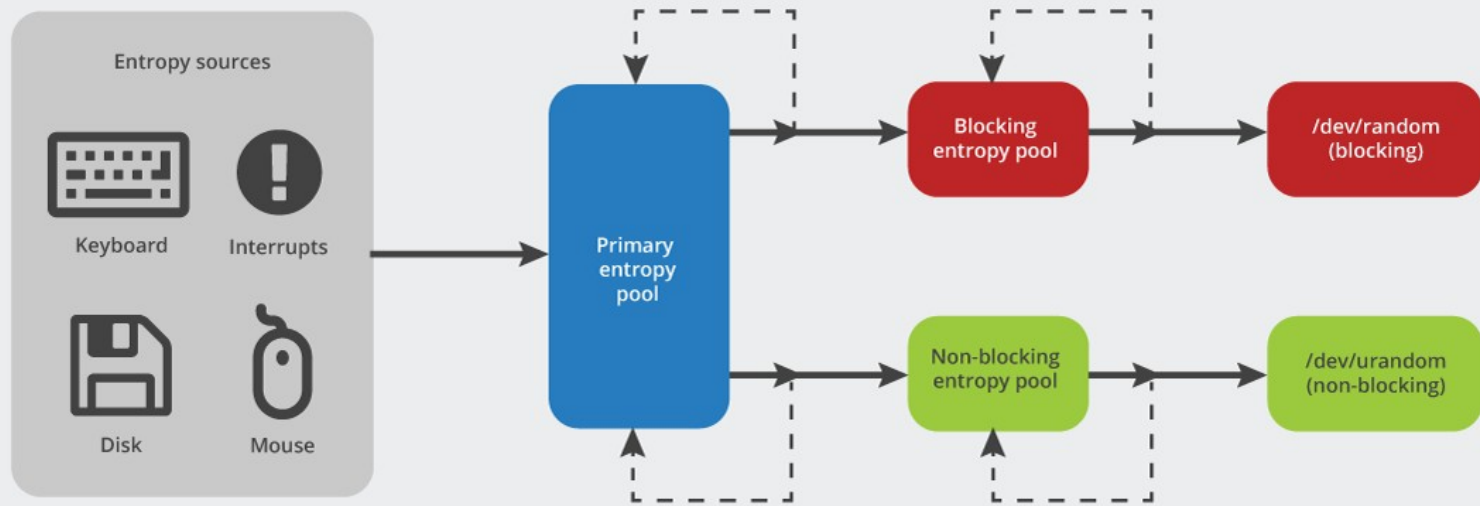 Entropy sources
Keyboard
Interrupts
Disk
Mouse
Primary
entropy
pool
Blocking
entropy pool
/dev/random
(blocking)
Non-blocking
entropy pool
/dev/urandom
(non-blocking)